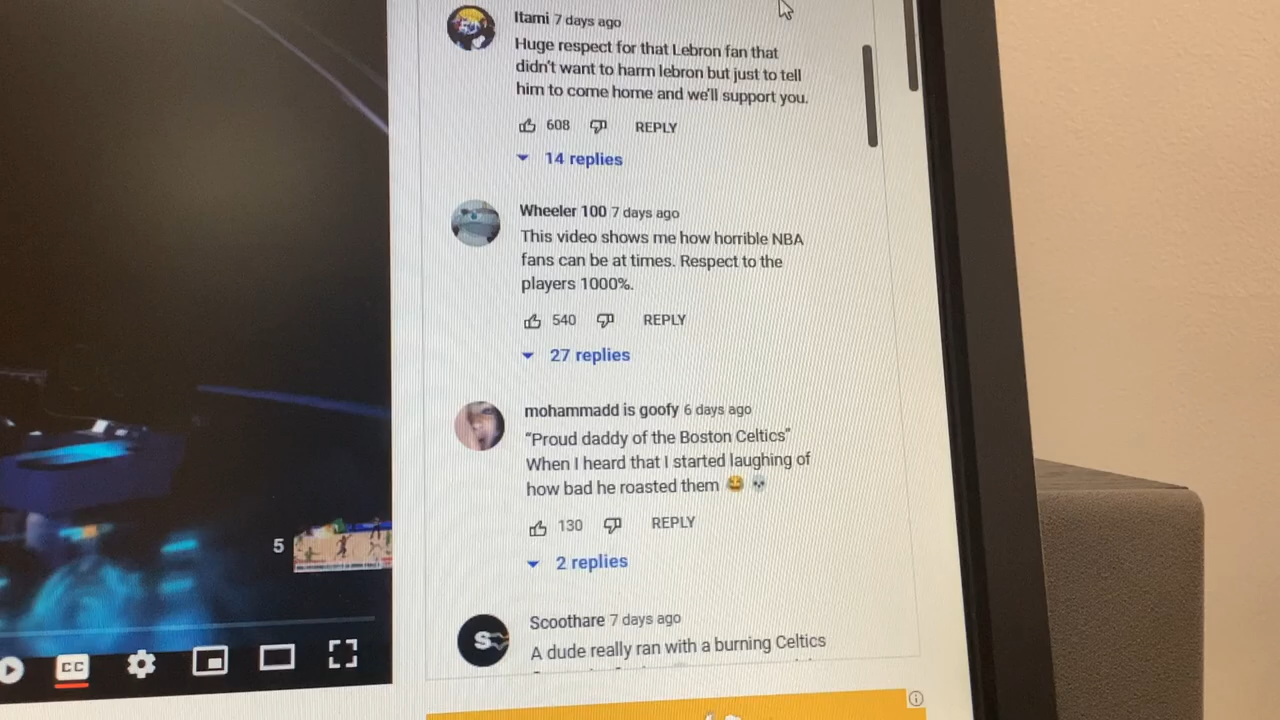 Itami 7 days ago
Huge respect for that Lebron fan that
didn't want to harm lebron but just to tell
him to come home and we'll support you.
608 REPLY
14 replies
Wheeler 100 7 days ago
This video shows me how horrible NBA
fans can be at times. Respect to the
players 1000%.
540 REPLY
27 replies
mohammadd is goofy 6 days ago
“Proud daddy of the Boston Celtics”
When I heard that I started laughing of
how bad he roasted them 🤩 💀
130 REPLY
2 replies
S
Scoothare 7 days ago
A dude really ran with a burning Celtics
5
CC